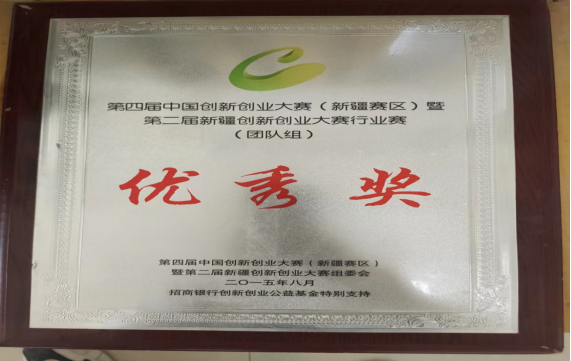 第四届中国创新创业大赛（新疆赛区）暨
第二届新疆创新创业大赛行业赛
（团队组）
优秀奖
第四届中国创新创业大赛（新疆赛区）
暨第二届新疆创新创业大赛组委会
二〇一五年八月
招商银行创新创业公益基金特别支持